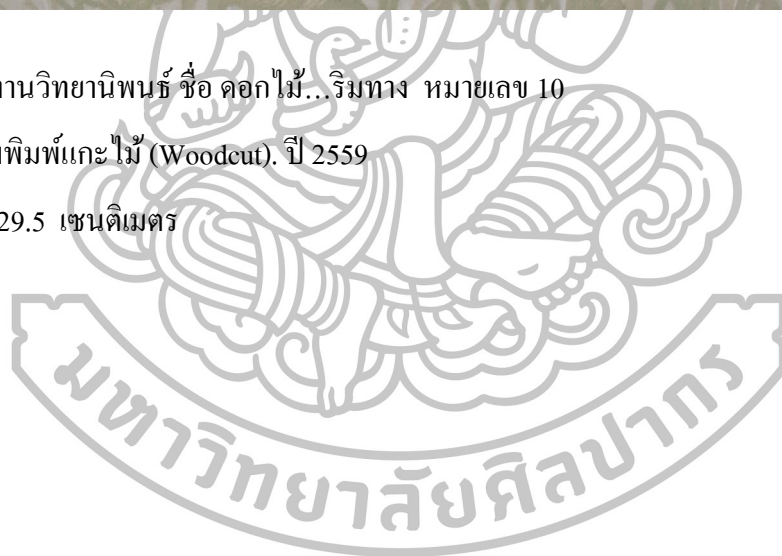 านวิทยานิพนธ์ ชื่อ ดอกไม้…ริมทาง หมายเลข 10
พิมพ์แกะไม้ (Woodcut). ปี 2559
29.5 เซนติเมตร
มหาวิทยาลัยศิลปากร